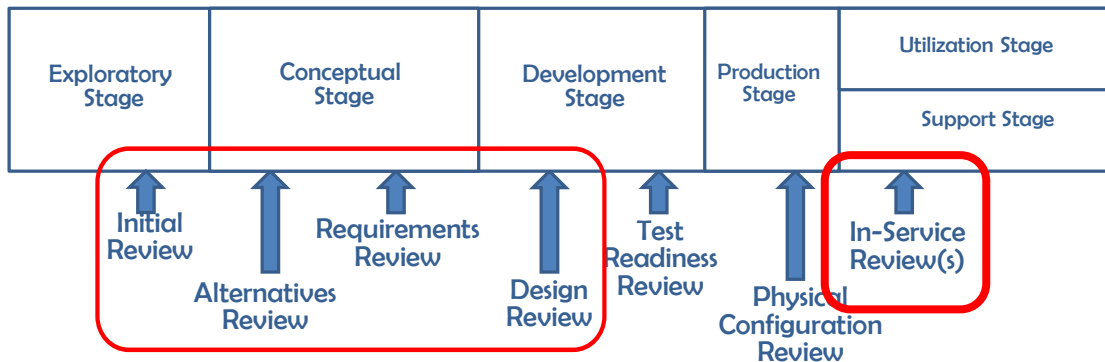 Exploratory
Stage
Conceptual
Stage
Development
Stage
Production
Stage
Utilization Stage
Support Stage
Initial
Review
Alternatives
Review
Requirements
Review
Design
Review
Test
Readiness
Review
Physical
Configuration
Review
In-Service
Review(s)